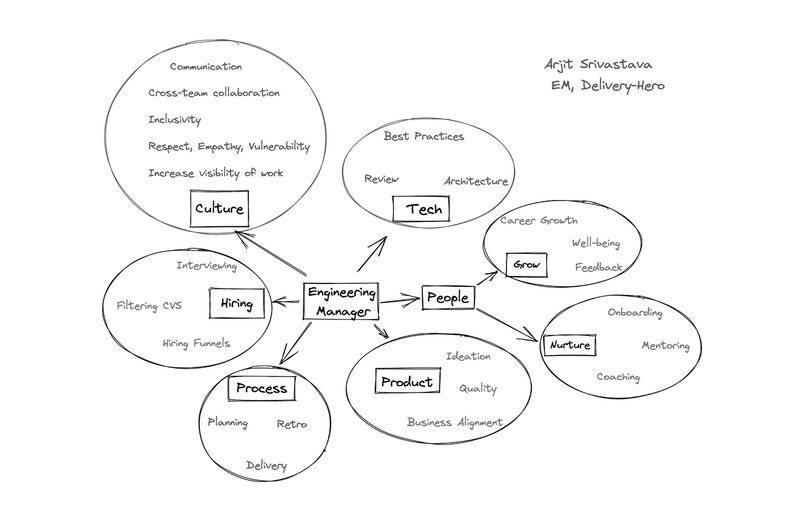 Arjit Srivastava
EM, Delivery-Hero
Communication
Cross-team collaboration
Inclusivity
Respect, Empathy, Vulnerability
Increase visibility of work
Culture
Best Practices
Review
Architecture
Tech
Career Growth
Well-being
Grow
Feedback
Interviewing
Filtering CVS
Hiring
Hiring Funnels
Engineering
Manager
People
Onboarding
Nurture
Mentoring
Coaching
Process
Planning
Retro
Delivery
Ideation
Product
Quality
Business Alignment